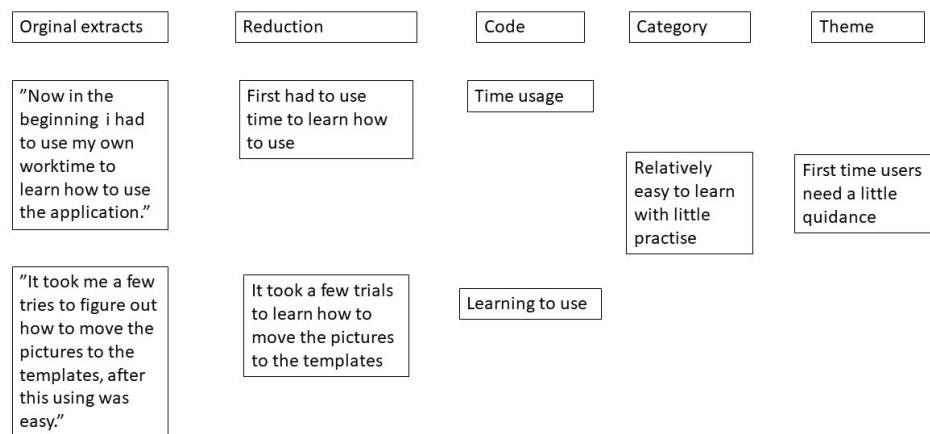 Orginal extracts
Reduction
Code
Category
Theme
”Now in the
beginning i had
to use my own
worktime to
learn how to use
the application.”
First had to use
time to learn how
to use
Time usage
Relatively
easy to learn
with little
practise
First time users
need a little
quidance
”It took me a few
tries to figure out
how to move the
pictures to the
templates, after
this using was
easy.”
It took a few trials
to learn how to
move the pictures
to the templates
Learning to use